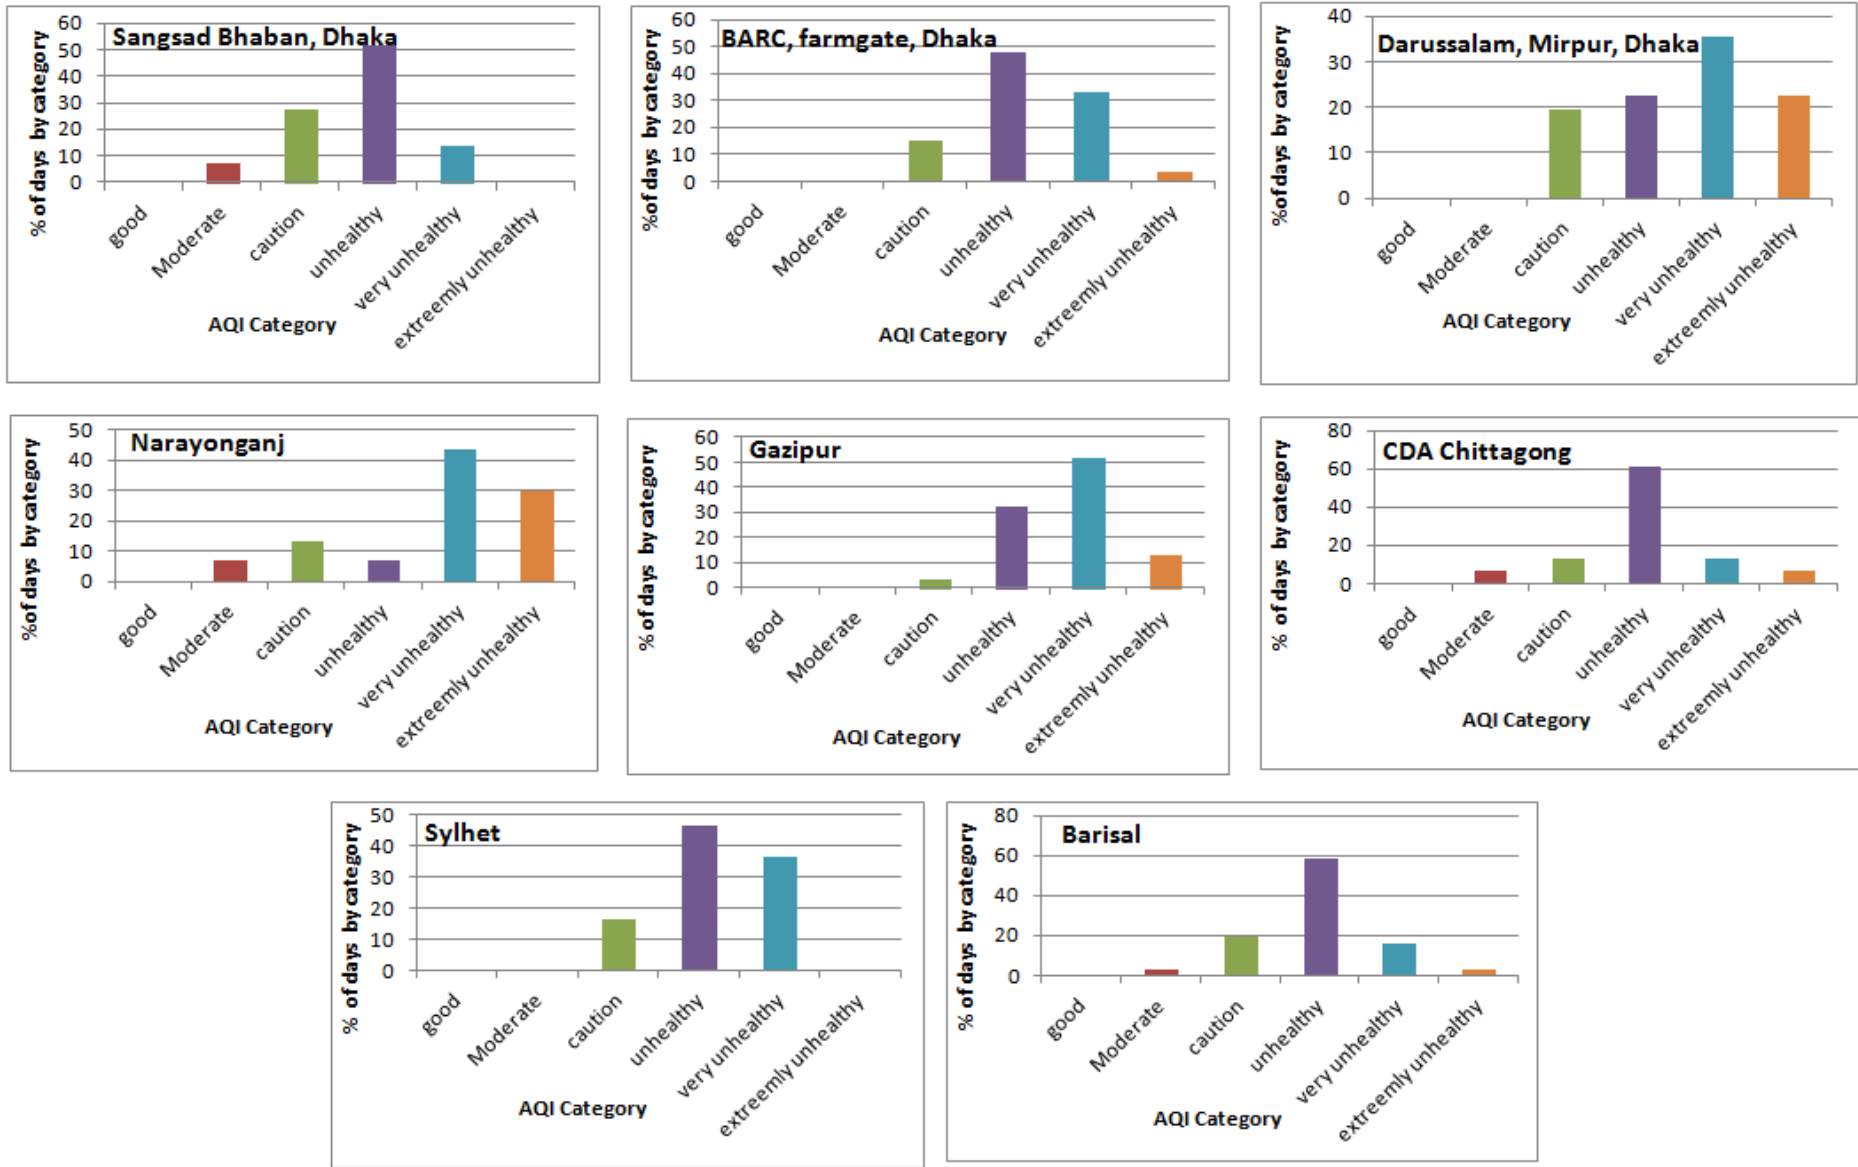 Sangsad Bhaban, Dhaka
% of days by category
60
50
40
30
20
10
0
good
Moderate
caution
unhealthy
very unhealthy
extreemly unhealthy
AQI Category
BARC, farmgate, Dhaka
%of days by category
60
50
40
30
20
10
0
good
Moderate
caution
unhealthy
very unhealthy
extreemly unhealthy
AQI Category
Darussalam, Mirpur, Dhaka
%of days by category
40
30
20
10
0
good
Moderate
caution
unhealthy
very unhealthy
extreemly unhealthy
AQI Category
Narayonganj
%of days by category
50
40
30
20
10
0
good
Moderate
caution
unhealthy
very unhealthy
extreemly unhealthy
AQI Category
Gazipur
% of days by category
60
50
40
30
20
10
0
good
Moderate
caution
unhealthy
very unhealthy
extreemly unhealthy
AQI Category
CDA Chittagong
% of days by category
80
60
40
20
0
good
Moderate
caution
unhealthy
very unhealthy
extreemly unhealthy
AQI Category
Sylhet
% of days by category
50
40
30
20
10
0
good
Moderate
caution
unhealthy
very unhealthy
extreemly unhealthy
AQI Category
Barisal
% of days by category
80
60
40
20
0
good
Moderate
caution
unhealthy
very unhealthy
extreemly unhealthy
AQI Category